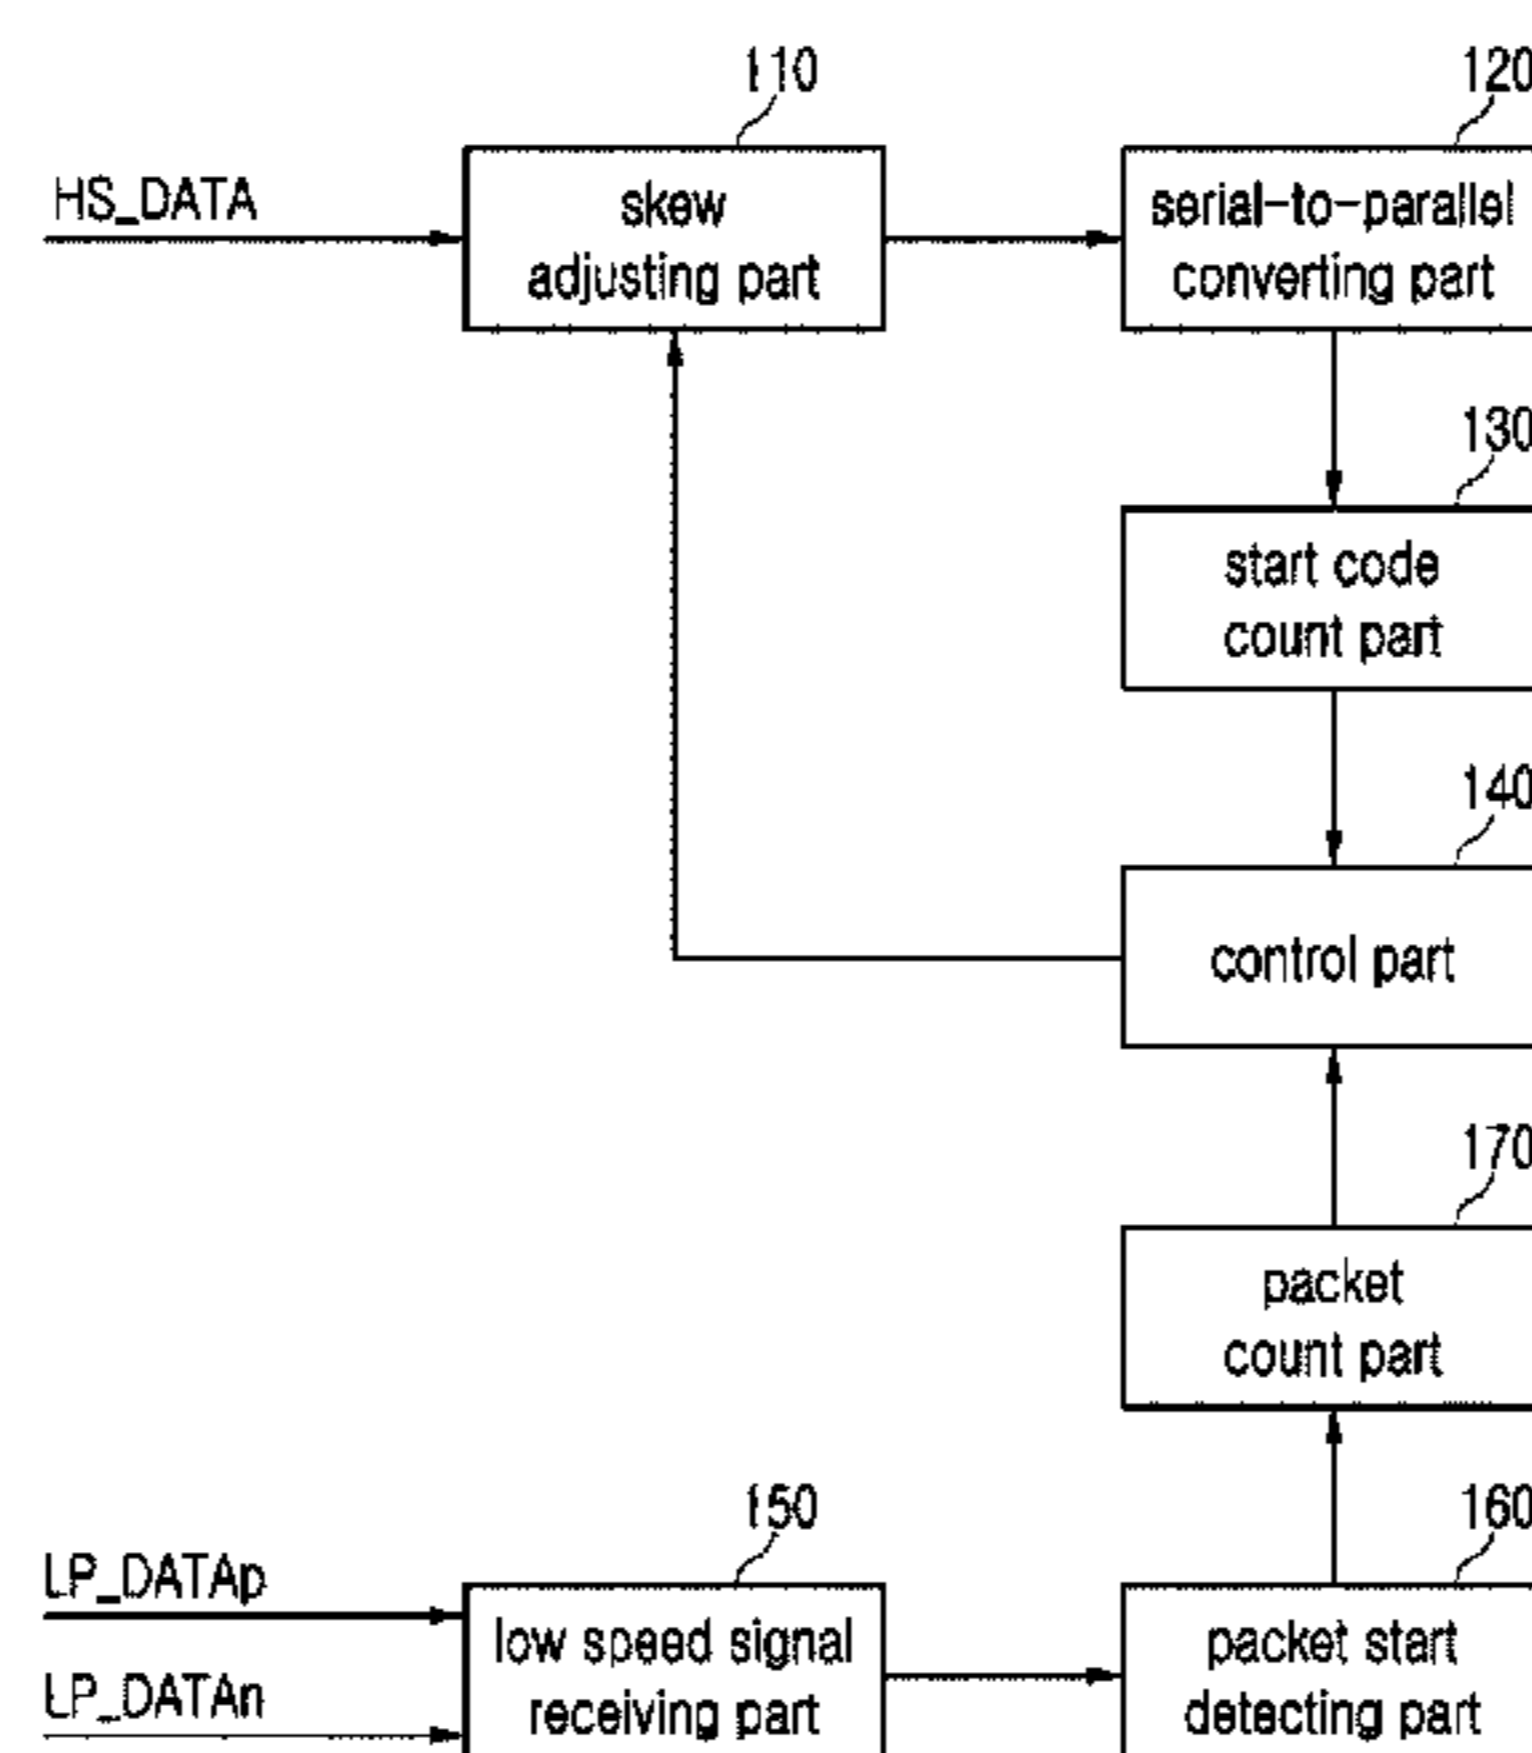 110
120
HS_DATA
skew
adjusting part
serial-to-parallel
converting part
130
start code
count part
140
control part
170
packet
count part
150
160
LP_DATAp
LP_DATAn
low speed signal
receiving part
packet start
detecting part